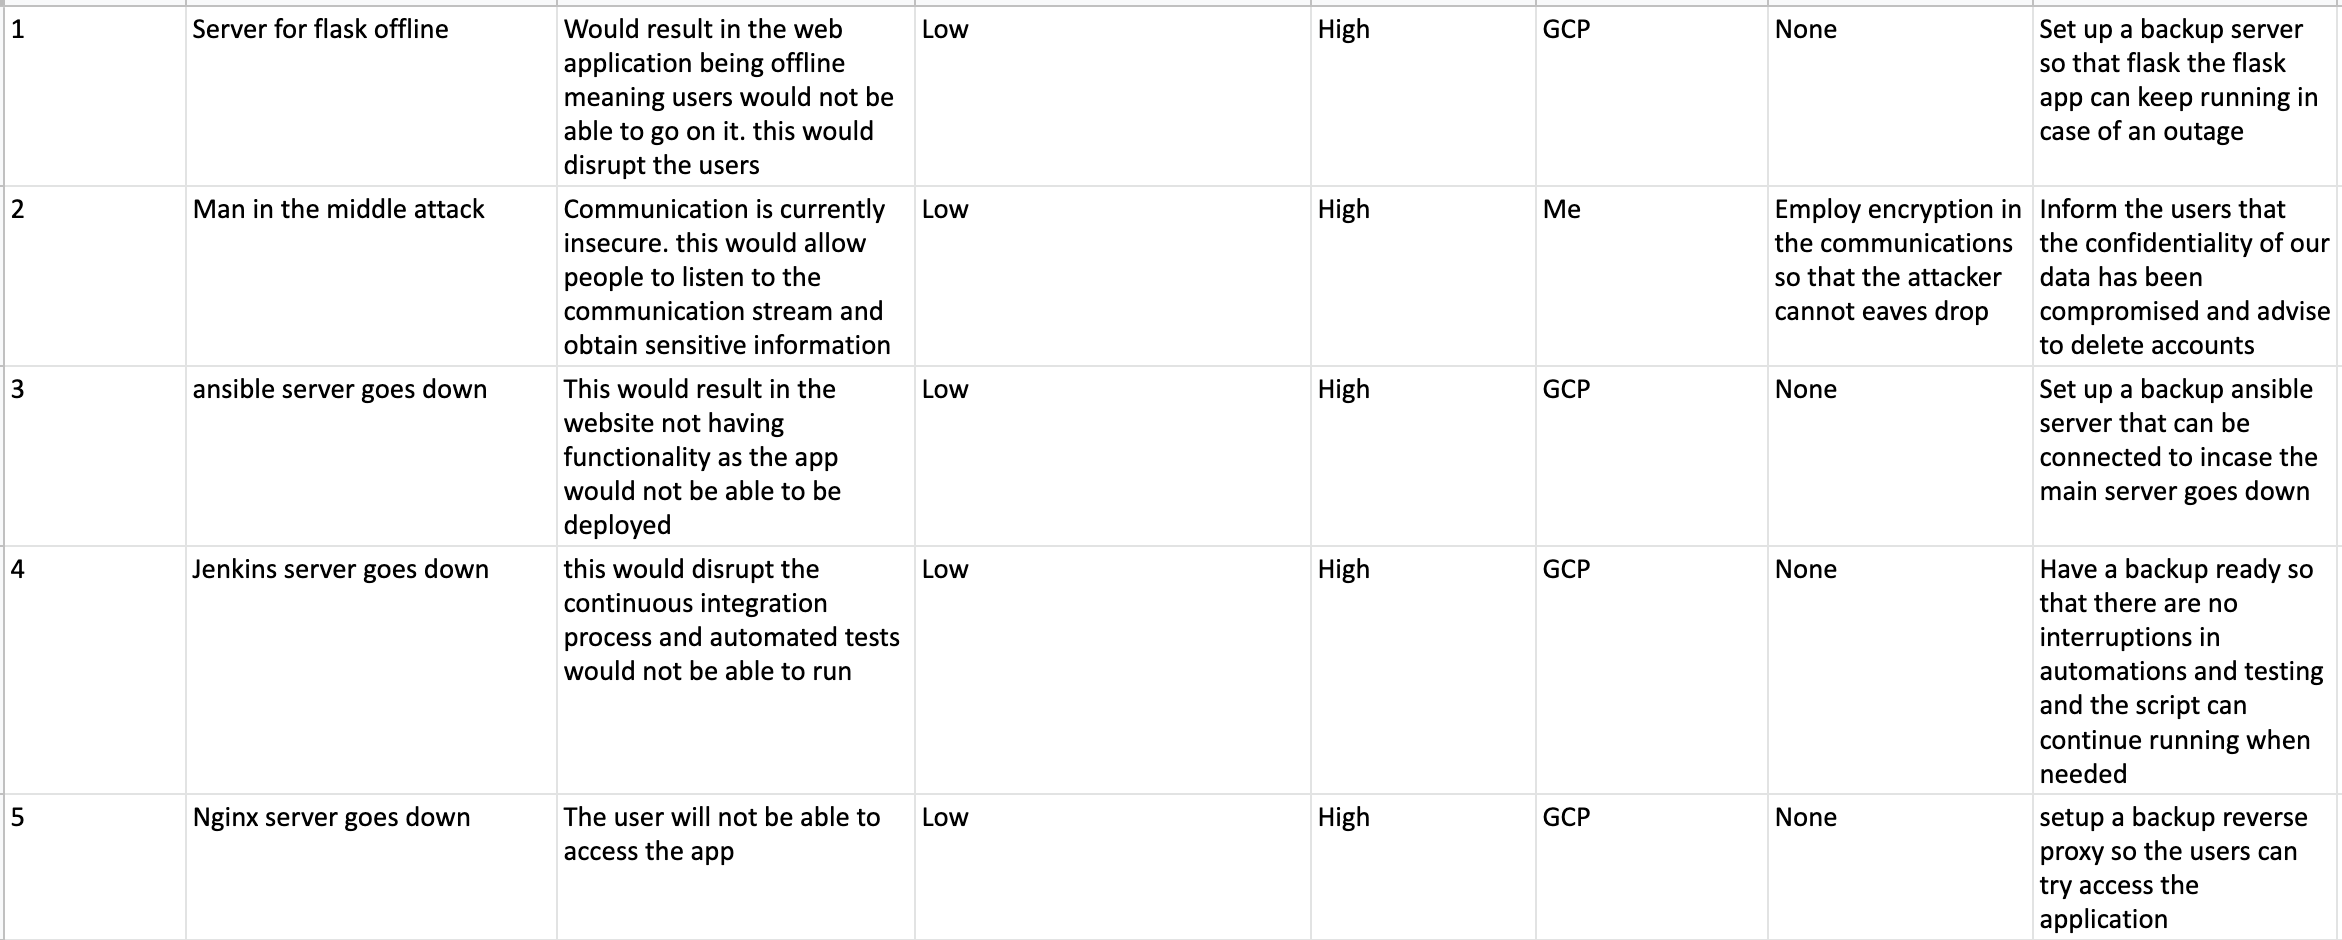 1
Server for flask offline
Would result in the web
application being offline
meaning users would not be
able to go on it. this would
disrupt the users
Low
High
GCP
None
Set up a backup server
so that flask the flask
app can keep running in
case of an outage
2
Man in the middle attack
Communication is currently
insecure. this would allow
people to listen to the
communication stream and
obtain sensitive information
Low
High
Me
Employ encryption in
the communications
so that the attacker
cannot eaves drop
Inform the users that
the confidentiality of our
data has been
compromised and advise
to delete accounts
3
ansible server goes down
This would result in the
website not having
functionality as the app
would not be able to be
deployed
Low
High
GCP
None
Set up a backup ansible
server that can be
connected to incase the
main server goes down
4
Jenkins server goes down
this would disrupt the
continuous integration
process and automated tests
would not be able to run
Low
High
GCP
None
Have a backup ready so
that there are no
interruptions in
automations and testing
and the script can
continue running when
needed
5
Nginx server goes down
The user will not be able to
access the app
Low
High
GCP
None
setup a backup reverse
proxy so the users can
try access the
application